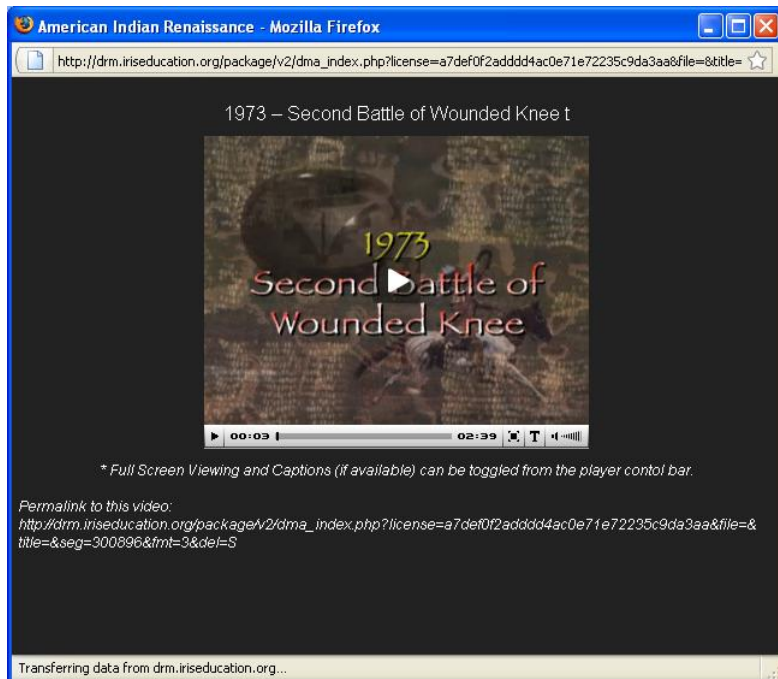 American Indian Renaissance - Mozilla Firefox
http://drm.iriseducation.org/package/v2/dma_index.php?license=a7def0f2adddd4ac0e71e72235c9da3aa&file=&title=
1973 – Second Battle of Wounded Knee t
1973
Second Battle of
Wounded Knee
00:03 02:39 T
* Full Screen Viewing and Captions (if available) can be toggled from the player contol bar.
Permalink to this video:
http://drm.iriseducation.org/package/v2/dma_index.php?license=a7def0f2adddd4ac0e71e72235c9da3aa&file=&
title=&seg=300896&fmt=3&del=S
Transferring data from drm.iriseducation.org...